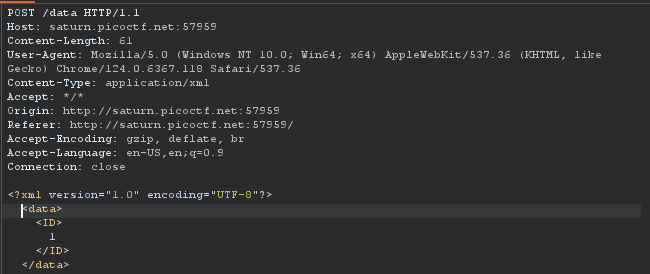 POST /data HTTP/1.1
Host: saturn.picoctf.net:57959
Content-Length: 61
User-Agent: Mozilla/5.0 (Windows NT 10.0; Win64; x64) AppleWebKit/537.36 (KHTML, like
Gecko) Chrome/124.0.6367.118 Safari/537.36
Content-Type: application/xml
Accept: */*
Origin: http://saturn.picoctf.net:57959
Referer: http://saturn.picoctf.net:57959/
Accept-Encoding: gzip, deflate, br
Accept-Language: en-US,en;q=0.9
Connection: close
<?xml version="1.0" encoding="UTF-8"?>
<data>
<ID>
1
</ID>
</data>